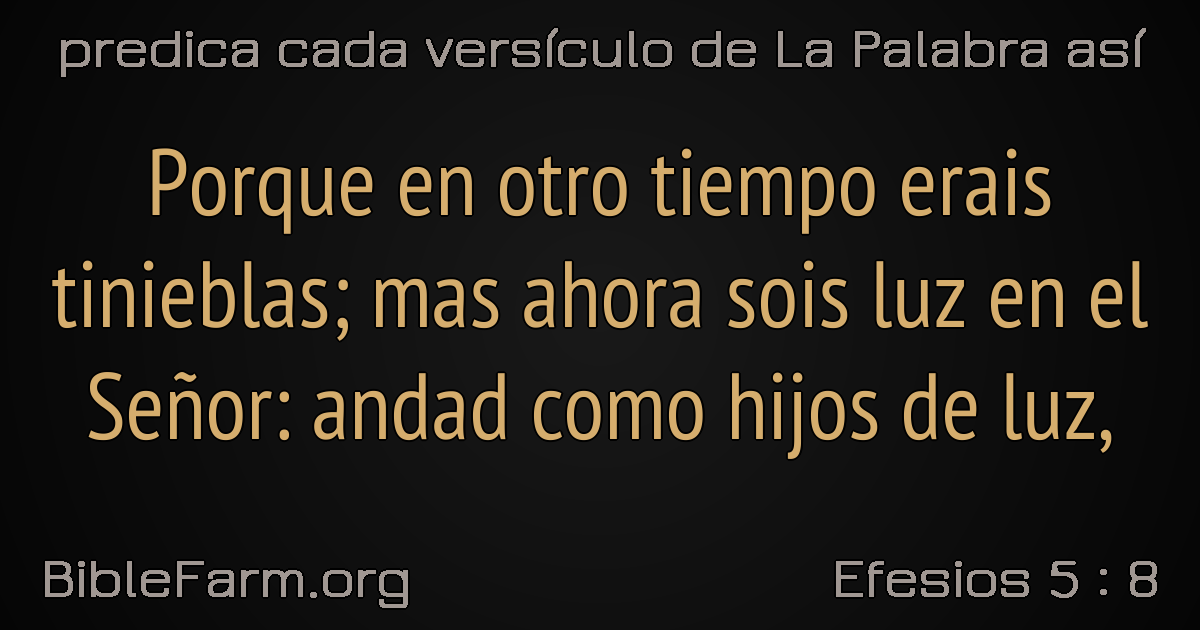 predica cada versículo de La Palabra así
Porque en otro tiempo erais
tinieblas; mas ahora sois luz en el
Señor: andad como hijos de luz,
BibleFarm.org
Efesios 5 : 8